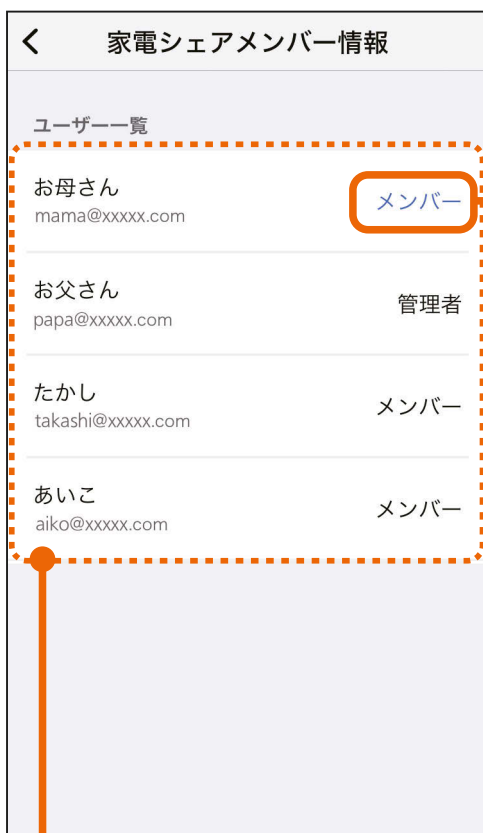 家電シェアメンバー情報
ユーザー一覧
お母さん
mama@xxxxx.com
メンバー
お父さん
papa@xxxxx.com
管理者
たかし
takashi@xxxxx.com
メンバー
あいこ
aiko@xxxxx.com
メンバー